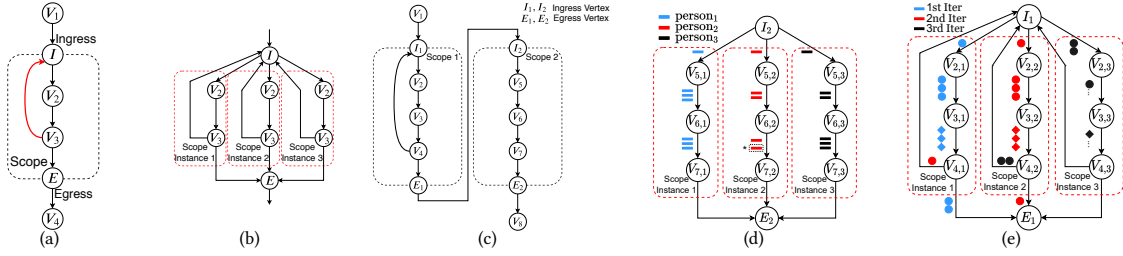 V1
Ingress
I
V2
V3
Scope
E
Egress
V4
(a)
I
V2 V2 V2
V3 V3 V3
Scope Instance 1
Scope Instance 2
Scope Instance 3
E
(b)
I1, I2 Ingress Vertex
E1, E2 Egress Vertex
V1
I1
Scope 1
V2
V3
V4
E1
I2
Scope 2
V5
V6
V7
E2
V8
(c)
person1
person2
person3
I2
V5,1 V5,2 V5,3
V6,1 V6,2 V6,3
*
V7,1 V7,2 V7,3
Scope Instance 1
Scope Instance 2
Scope Instance 3
E2
(d)
1st Iter
2nd Iter
3rd Iter
I1
V2,1 V2,2 V2,3
V3,1 V3,2 V3,3
V4,1 V4,2 V4,3
Scope Instance 1
Scope Instance 2
Scope Instance 3
E1
(e)